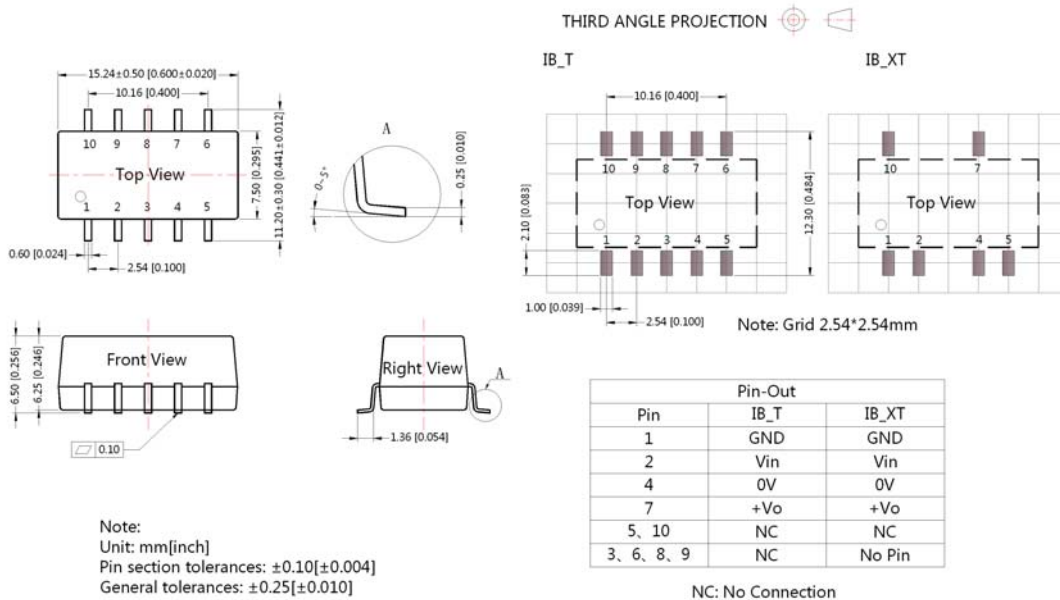 THIRD ANGLE PROJECTION
IB_T
IB_XT
15.24±0.50 [0.600±0.020]
10.16 [0.400]
10 9 8 7 6
Top View
1 2 3 4 5
7.50 [0.295]
11.20±0.30 [0.441±0.012]
0.60 [0.024]
2.54 [0.100]
A
0~5°
0.25 [0.010]
10.16 [0.400]
10 9 8 7 6
Top View
1 2 3 4 5
2.10 [0.083]
12.30 [0.484]
1.00 [0.039]
2.54 [0.100]
10 7
Top View
1 2 4 5
Note: Grid 2.54*2.54mm
6.50 [0.256]
6.25 [0.246]
Front View
0.10
Right View
A
1.36 [0.054]
Pin-Out
Pin IB_T IB_XT
1 GND GND
2 Vin Vin
4 0V 0V
7 +Vo +Vo
5、10 NC NC
3、6、8、9 NC No Pin
NC: No Connection
Note:
Unit: mm[inch]
Pin section tolerances: ±0.10[±0.004]
General tolerances: ±0.25[±0.010]